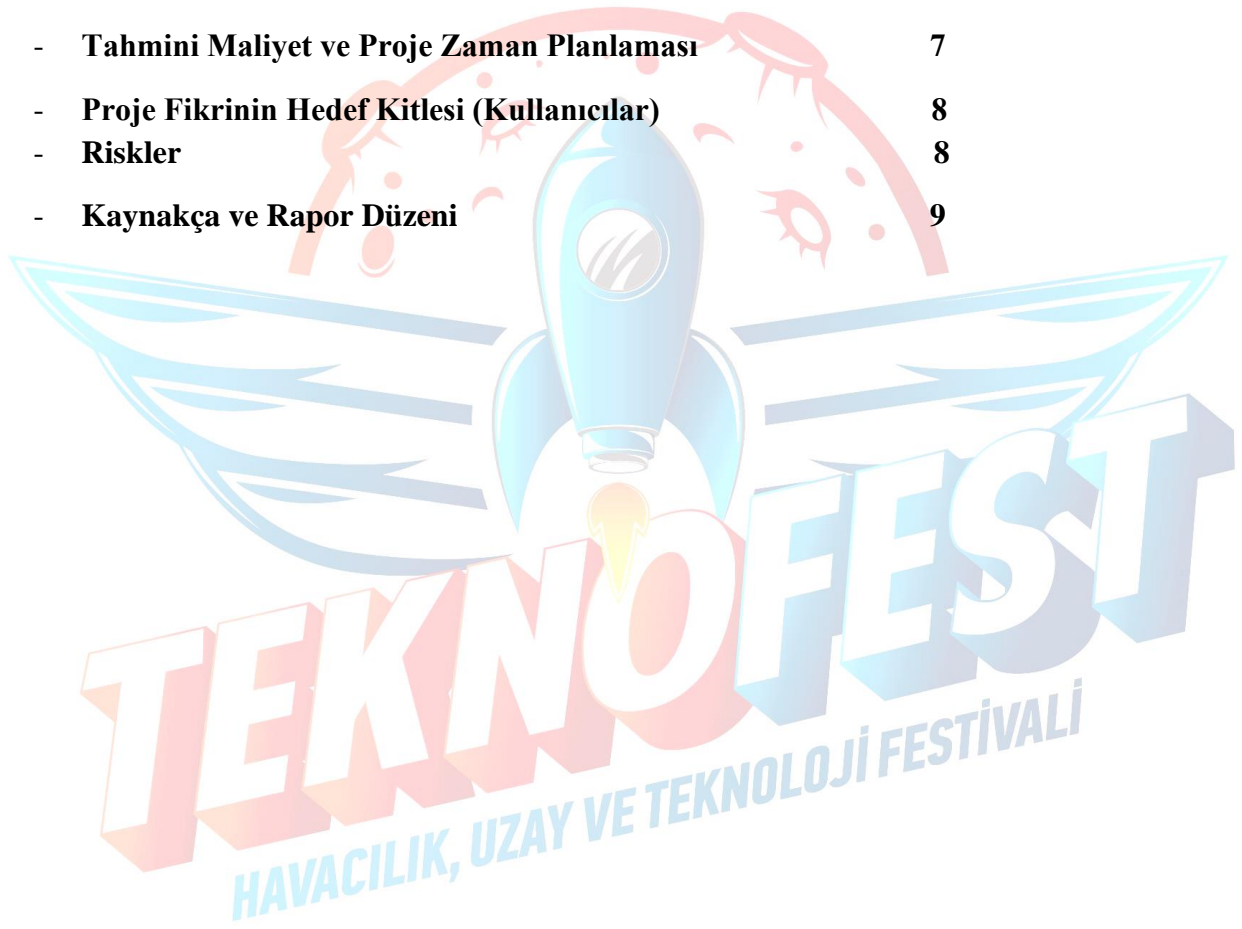 - Tahmini Maliyet ve Proje Zaman Planlaması 7
- Proje Fikrinin Hedef Kitlesi (Kullanıcılar) 8
- Riskler 8
- Kaynakça ve Rapor Düzeni 9
TEKNOFEST
HAVACILIK, UZAY VE TEKNOLOJİ FESTİVALİ